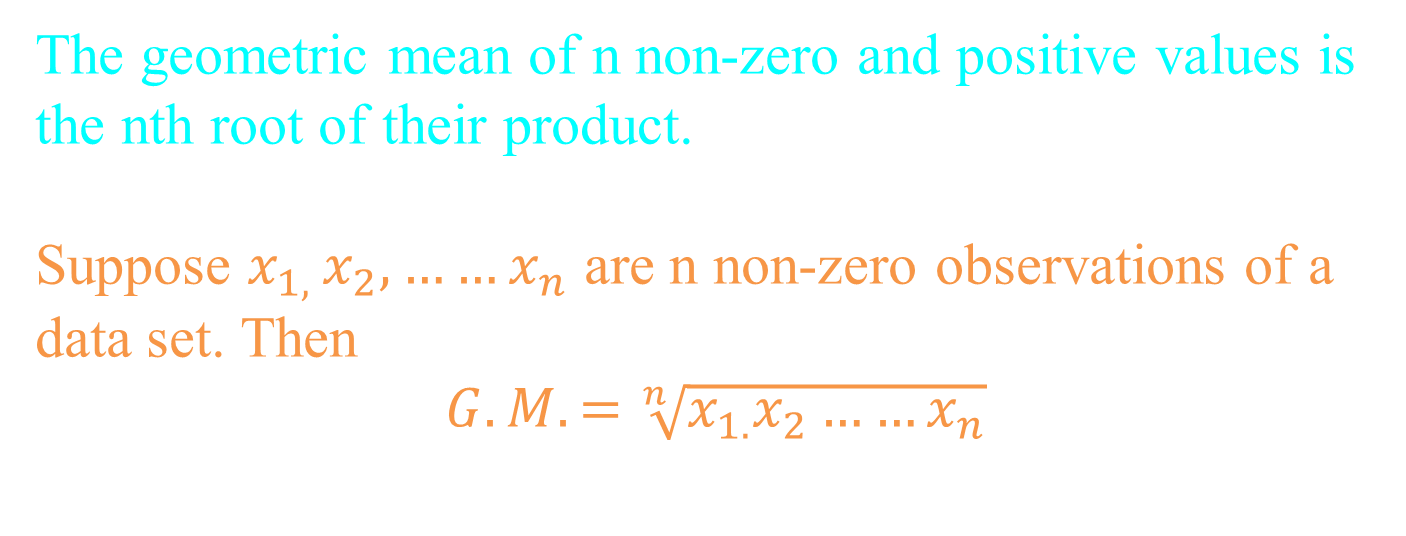 The geometric mean of n non-zero and positive values is
the nth root of their product.
Suppose x₁, x₂, … … xₙ are n non-zero observations of a
data set. Then
G. M. = ⁿ√x₁.x₂ … … xₙ